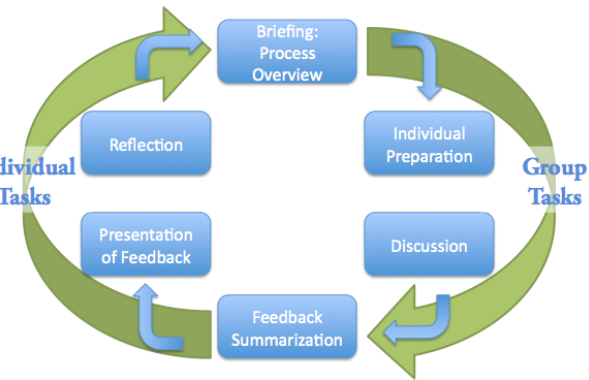 Briefing:
Process
Overview
Individual
Preparation
Group
Tasks
Discussion
Feedback
Summarization
Presentation
of Feedback
dividual
Tasks
Reflection